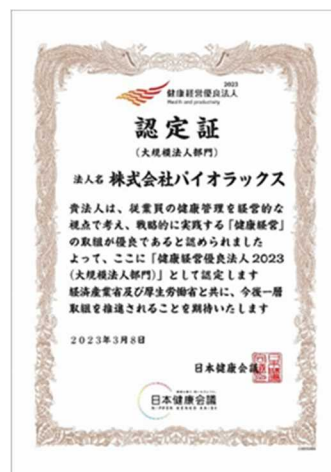 2023
健康経営優良法人
Health and productivity
認定証
(大規模法人部門)
法人名 株式会社パイオラックス
貴法人は、従業員の健康管理を経営的な
視点で考え、戦略的に実践する「健康経営」
の取組が優良であると認められました
よって、ここに「健康経営優良法人2023
(大規模法人部門)」として認定します
経済産業省及び厚生労働省と共に、今後一層
取組を推進されることを期待いたします
2023年3月8日
日本健康会議
日本健康会議
NIPPON KENKO KAIGI